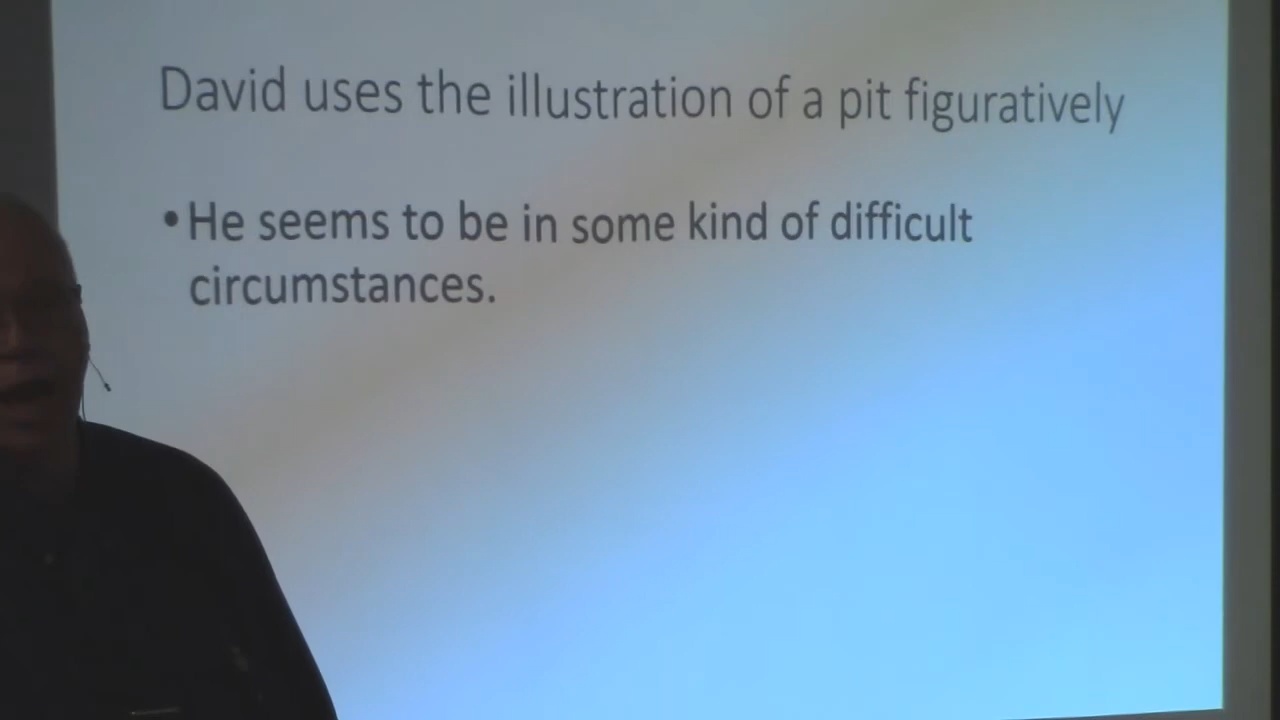 David uses the illustration of a pit figuratively
•He seems to be in some kind of difficult
circumstances.